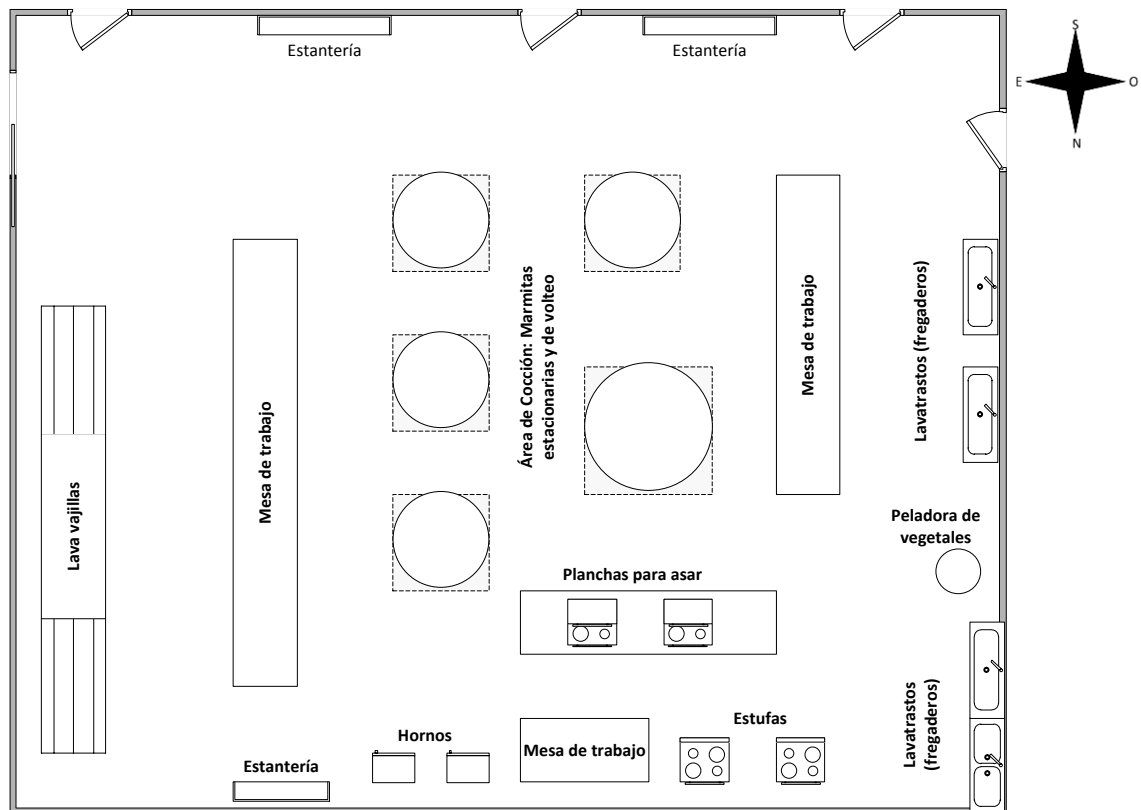 Estantería
Estantería
S
E
O
N
Área de Cocción: Marmitas
estacionarias y de volteo
Mesa de trabajo
Lavatrastos (fregaderos)
Mesa de trabajo
Lava vajillas
Peladora de
vegetales
Planchas para asar
Lavatrastos
(fregaderos)
Hornos
Mesa de trabajo
Estufas
Estantería